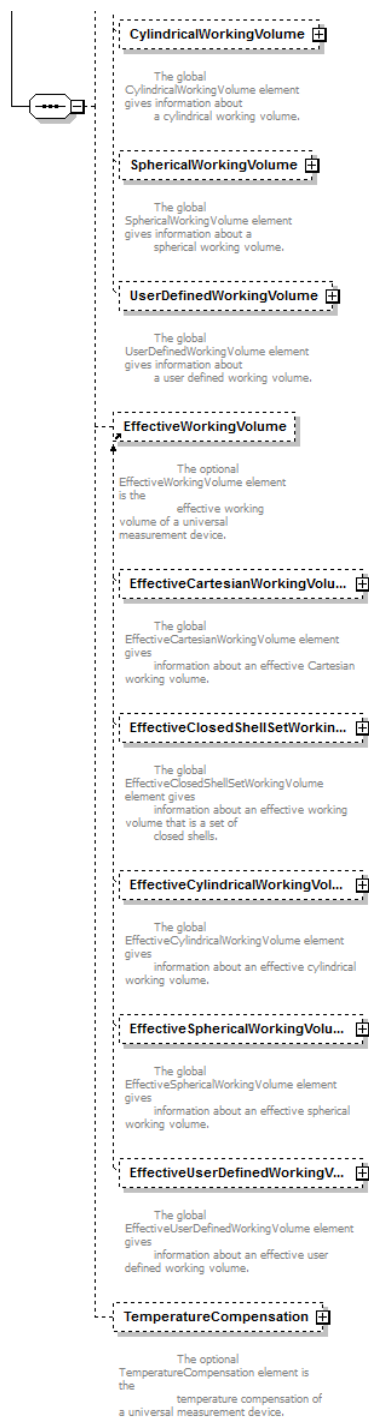 CylindricalWorkingVolume
The global
CylindricalWorkingVolume element
gives information about
a cylindrical working volume.
SphericalWorkingVolume
The global
SphericalWorkingVolume element
gives information about a
spherical working volume.
UserDefinedWorkingVolume
The global
UserDefinedWorkingVolume element
gives information about
a user defined working volume.
EffectiveWorkingVolume
The optional
EffectiveWorkingVolume element
is the
effective working
volume of a universal
measurement device.
EffectiveCartesianWorkingVolu...
The global
EffectiveCartesianWorkingVolume element
gives
information about an effective Cartesian
working volume.
EffectiveClosedShellSetWorkin...
The global
EffectiveClosedShellSetWorkingVolume
element gives
information about an effective working
volume that is a set of
closed shells.
EffectiveCylindricalWorkingVol...
The global
EffectiveCylindricalWorkingVolume element
gives
information about an effective cylindrical
working volume.
EffectiveSphericalWorkingVolu...
The global
EffectiveSphericalWorkingVolume element
gives
information about an effective spherical
working volume.
EffectiveUserDefinedWorkingV...
The global
EffectiveUserDefinedWorkingVolume element
gives
information about an effective user
defined working volume.
TemperatureCompensation
The optional
TemperatureCompensation element is
the
temperature compensation of
a universal measurement device.